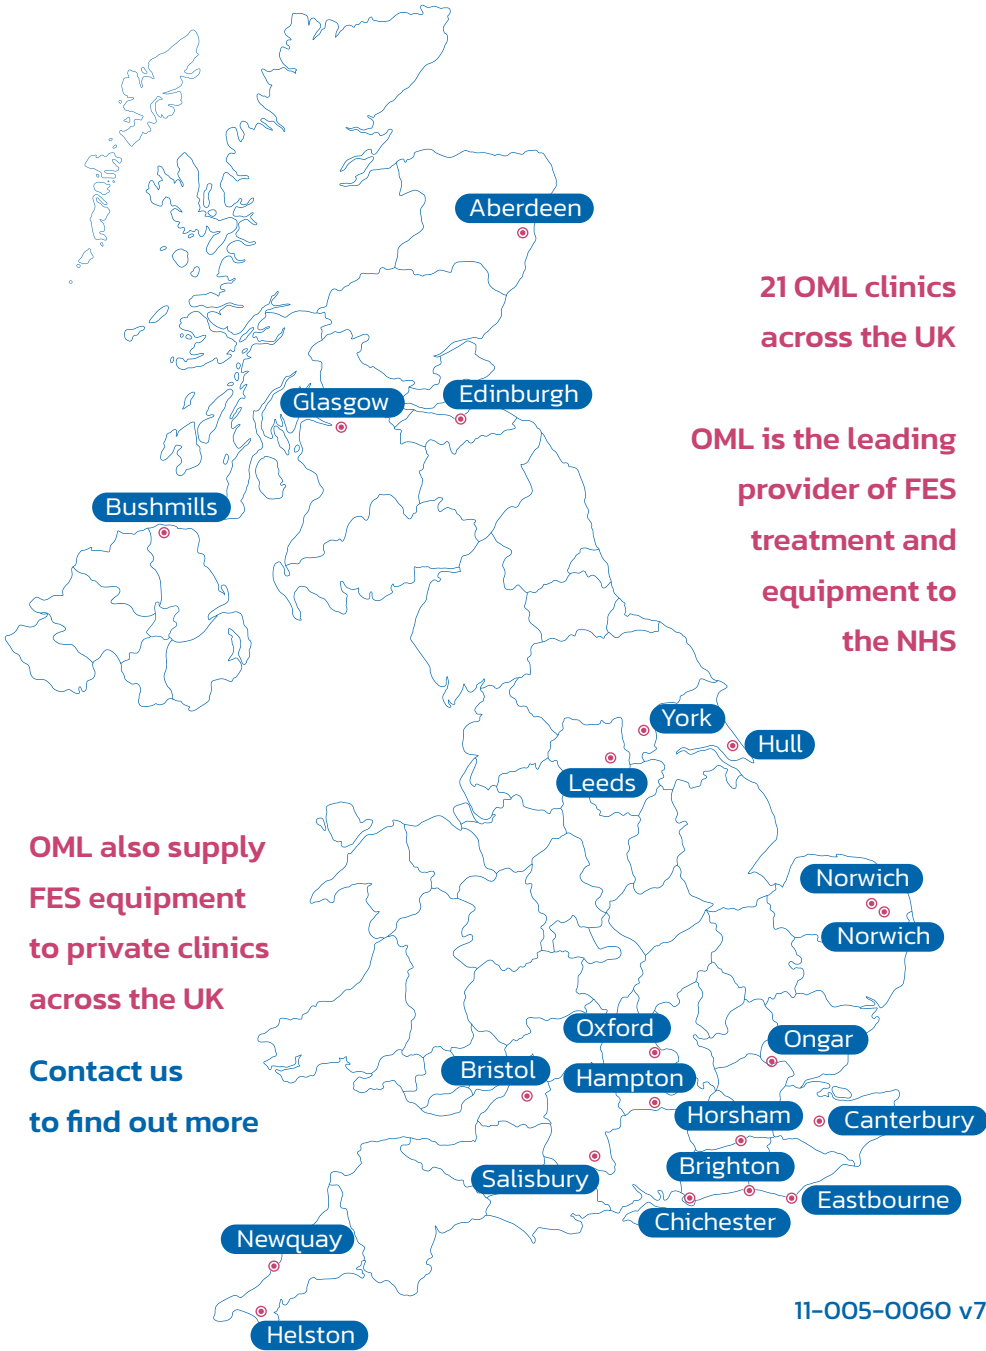 Aberdeen
21 OML clinics
across the UK
Glasgow
Edinburgh
OML is the leading
provider of FES
treatment and
equipment to
the NHS
Bushmills
York
Hull
Leeds
OML also supply
FES equipment
to private clinics
across the UK
Norwich
Norwich
Contact us
to find out more
Oxford
Ongar
Bristol
Hampton
Horsham
Canterbury
Brighton
Salisbury
Eastbourne
Chichester
Newquay
Helston
11-005-0060 v7